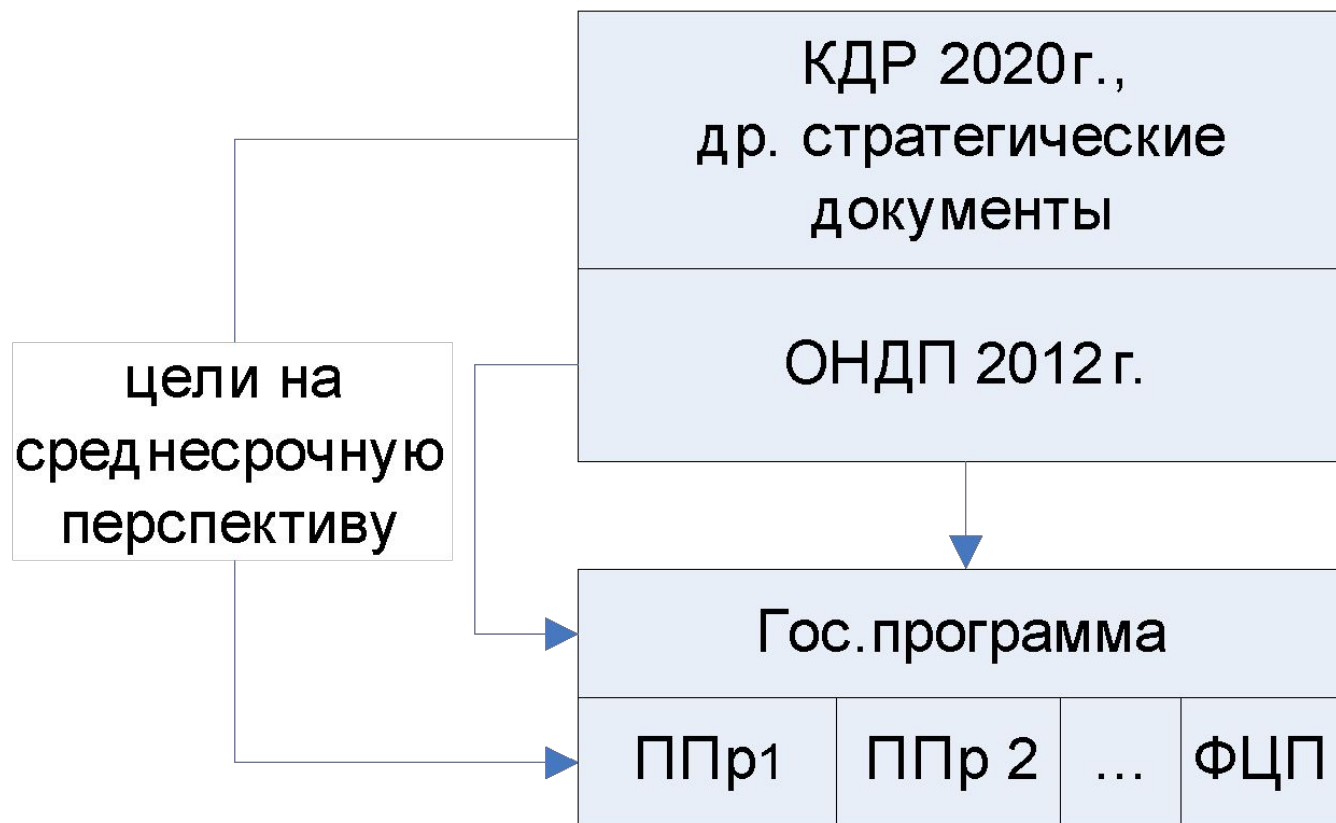 КДР 2020г.,
др. стратегические
документы
ОНДП 2012г.
цели на
среднесрочную
перспективу
Гос.программа
ППр1 ППр 2 ... ФЦП